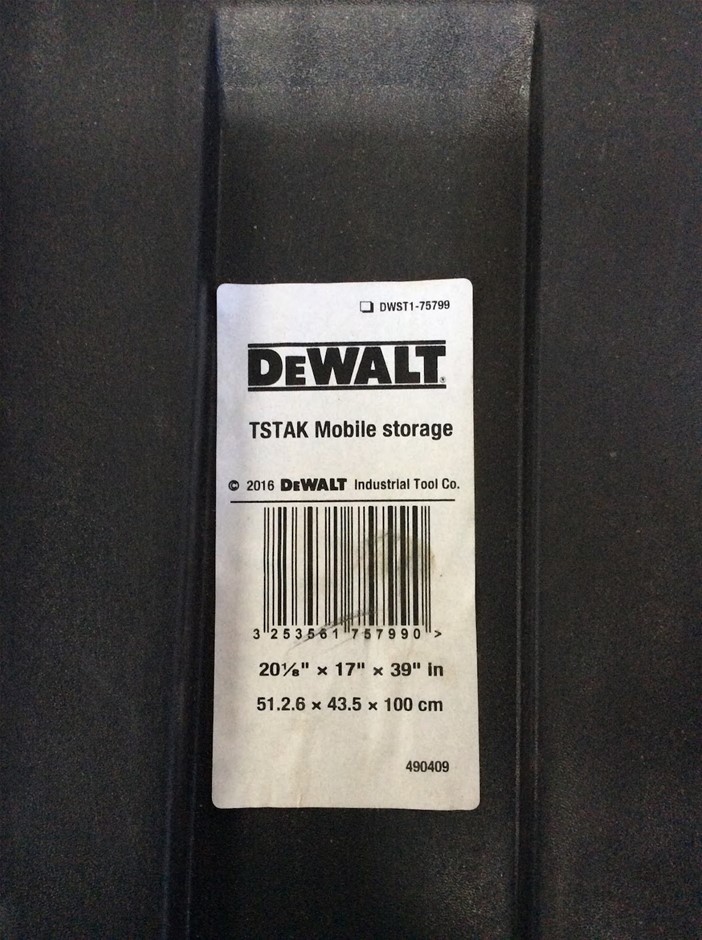 DWST1-75799
DEWALT®
TSTAK Mobile storage
© 2016 DEWALT Industrial Tool Co.
3 253561 757990 >
20⅛" × 17" × 39" in
51.2.6 × 43.5 × 100 cm
490409